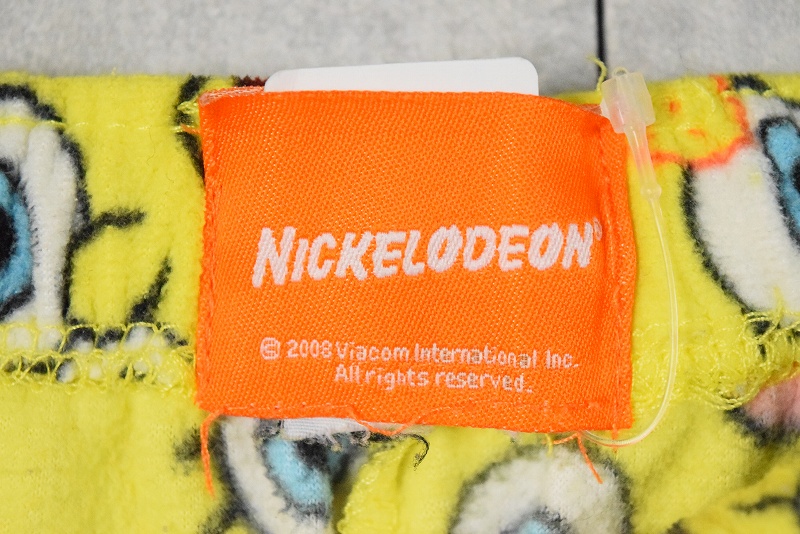 NICKELODEON®
© 2008 Viacom International Inc.
All rights reserved.